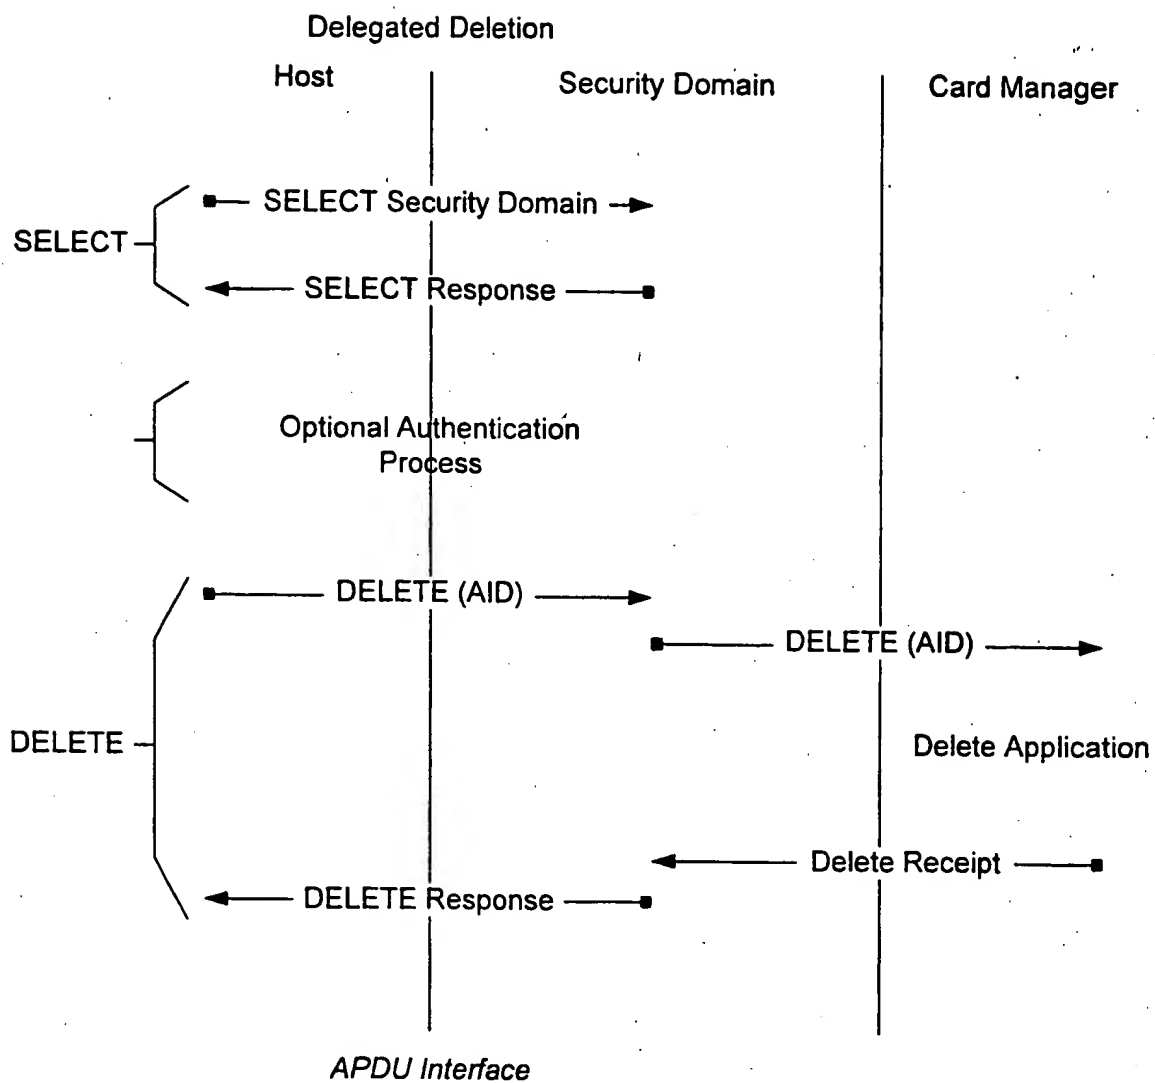 Delegated Deletion
Host
Security Domain
Card Manager
SELECT
SELECT Security Domain
SELECT Response
Optional Authentication
Process
DELETE
DELETE (AID)
DELETE (AID)
Delete Application
Delete Receipt
DELETE Response
APDU Interface